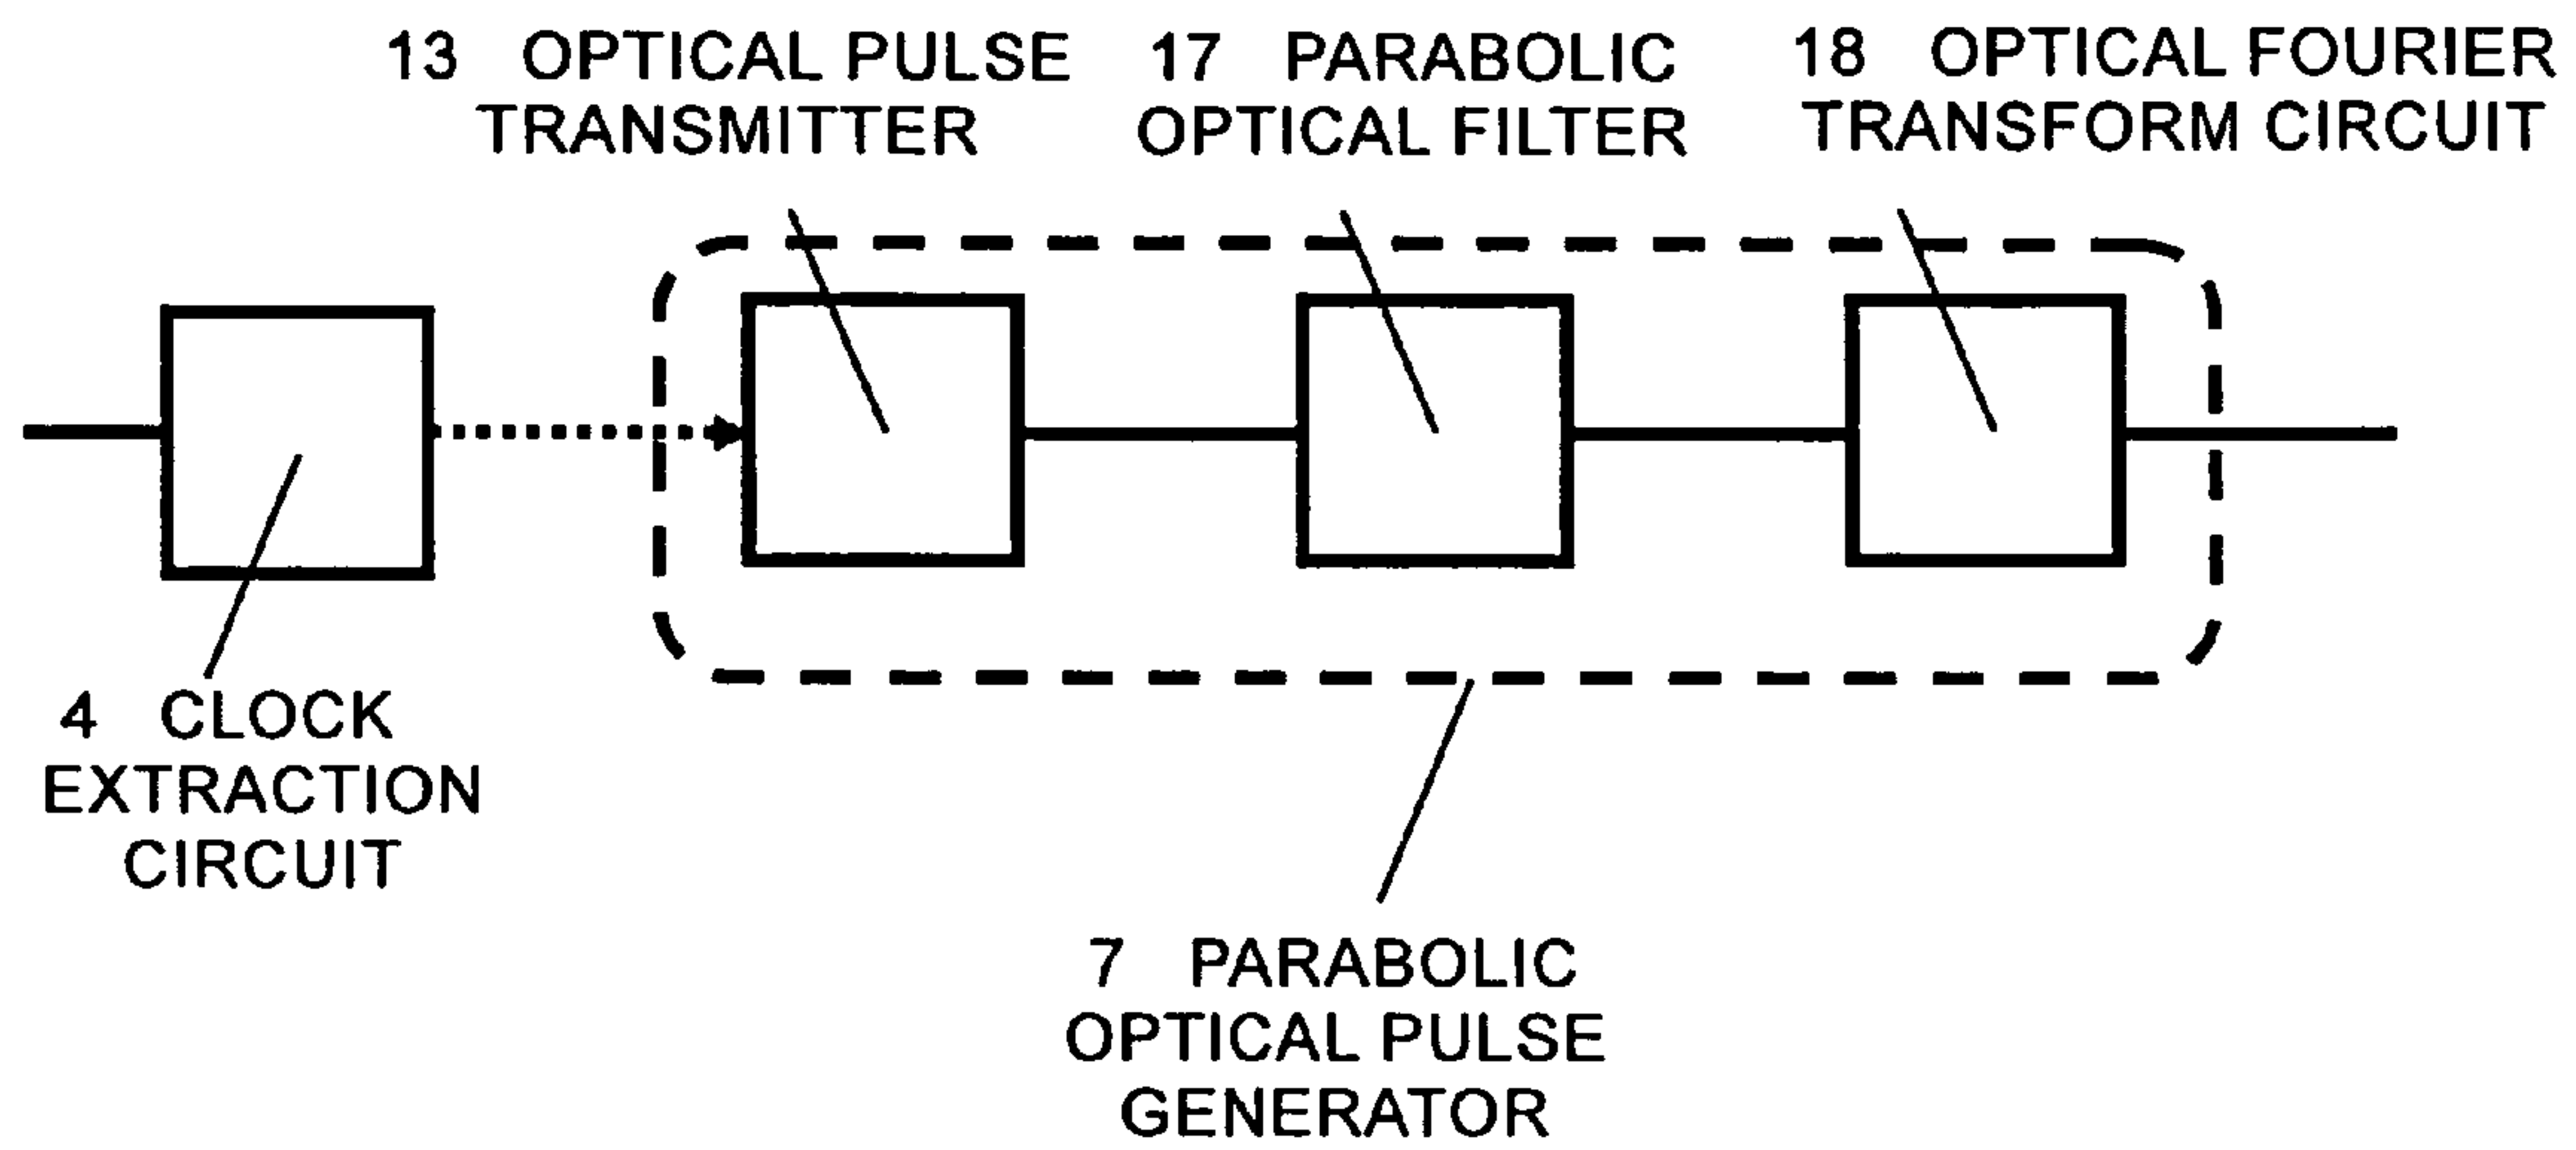 13 OPTICAL PULSE
TRANSMITTER
17 PARABOLIC
OPTICAL FILTER
18 OPTICAL FOURIER
TRANSFORM CIRCUIT
4 CLOCK
EXTRACTION
CIRCUIT
7 PARABOLIC
OPTICAL PULSE
GENERATOR